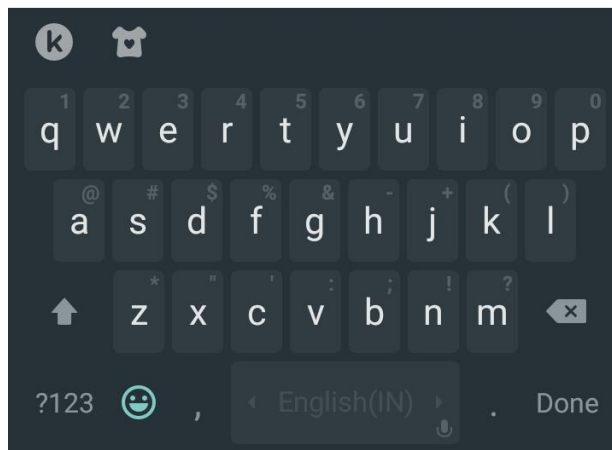 k
1 2 3 4 5 6 7 8 9 0
q w e r t y u i o p
@ # $ % & - + ( )
a s d f g h j k l
* " ' : ; ! ?
z x c v b n m
?123 , English(IN) . Done